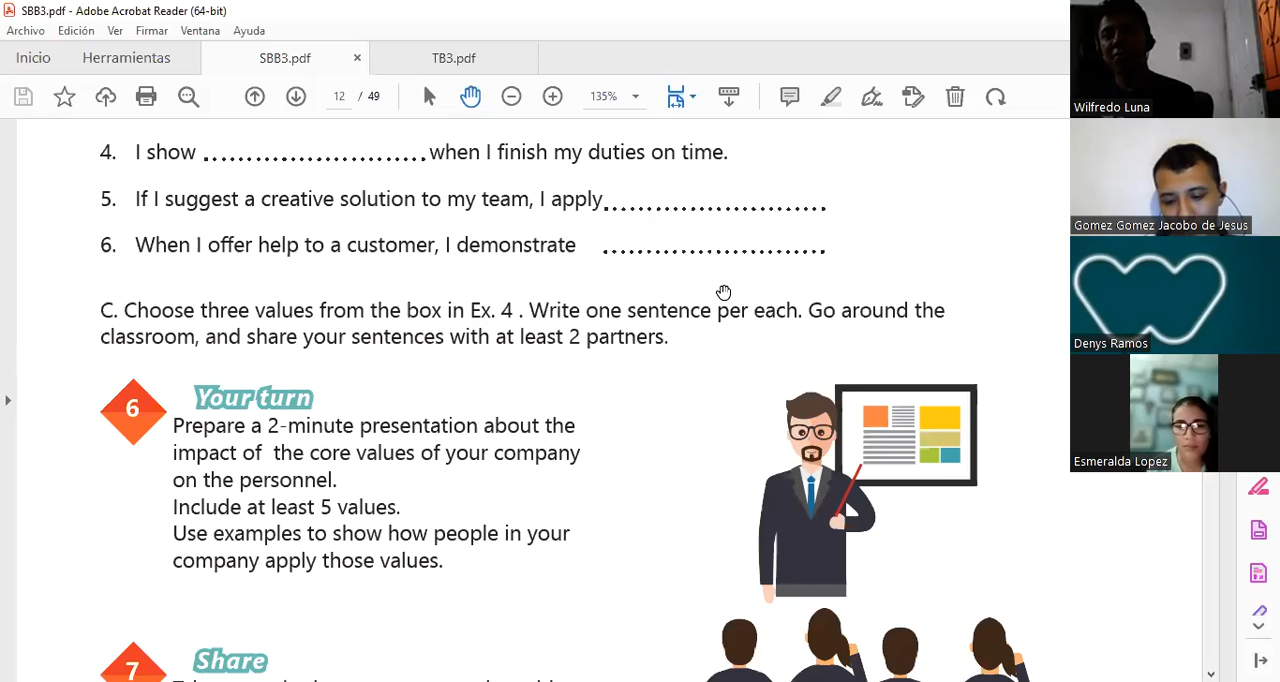 SBB3.pdf - Adobe Acrobat Reader (64-bit)
Archivo Edición Ver Firmar Ventana Ayuda
Inicio Herramientas SBB3.pdf × TB3.pdf
12 / 49 135%
4. I show ........................ when I finish my duties on time.
5. If I suggest a creative solution to my team, I apply........................
6. When I offer help to a customer, I demonstrate ........................
C. Choose three values from the box in Ex. 4 . Write one sentence per each. Go around the
classroom, and share your sentences with at least 2 partners.
6 Your turn
Prepare a 2-minute presentation about the
impact of the core values of your company
on the personnel.
Include at least 5 values.
Use examples to show how people in your
company apply those values.
7 Share
Wilfredo Luna
Gomez Gomez Jacobo de Jesus
Denys Ramos
Esmeralda Lopez